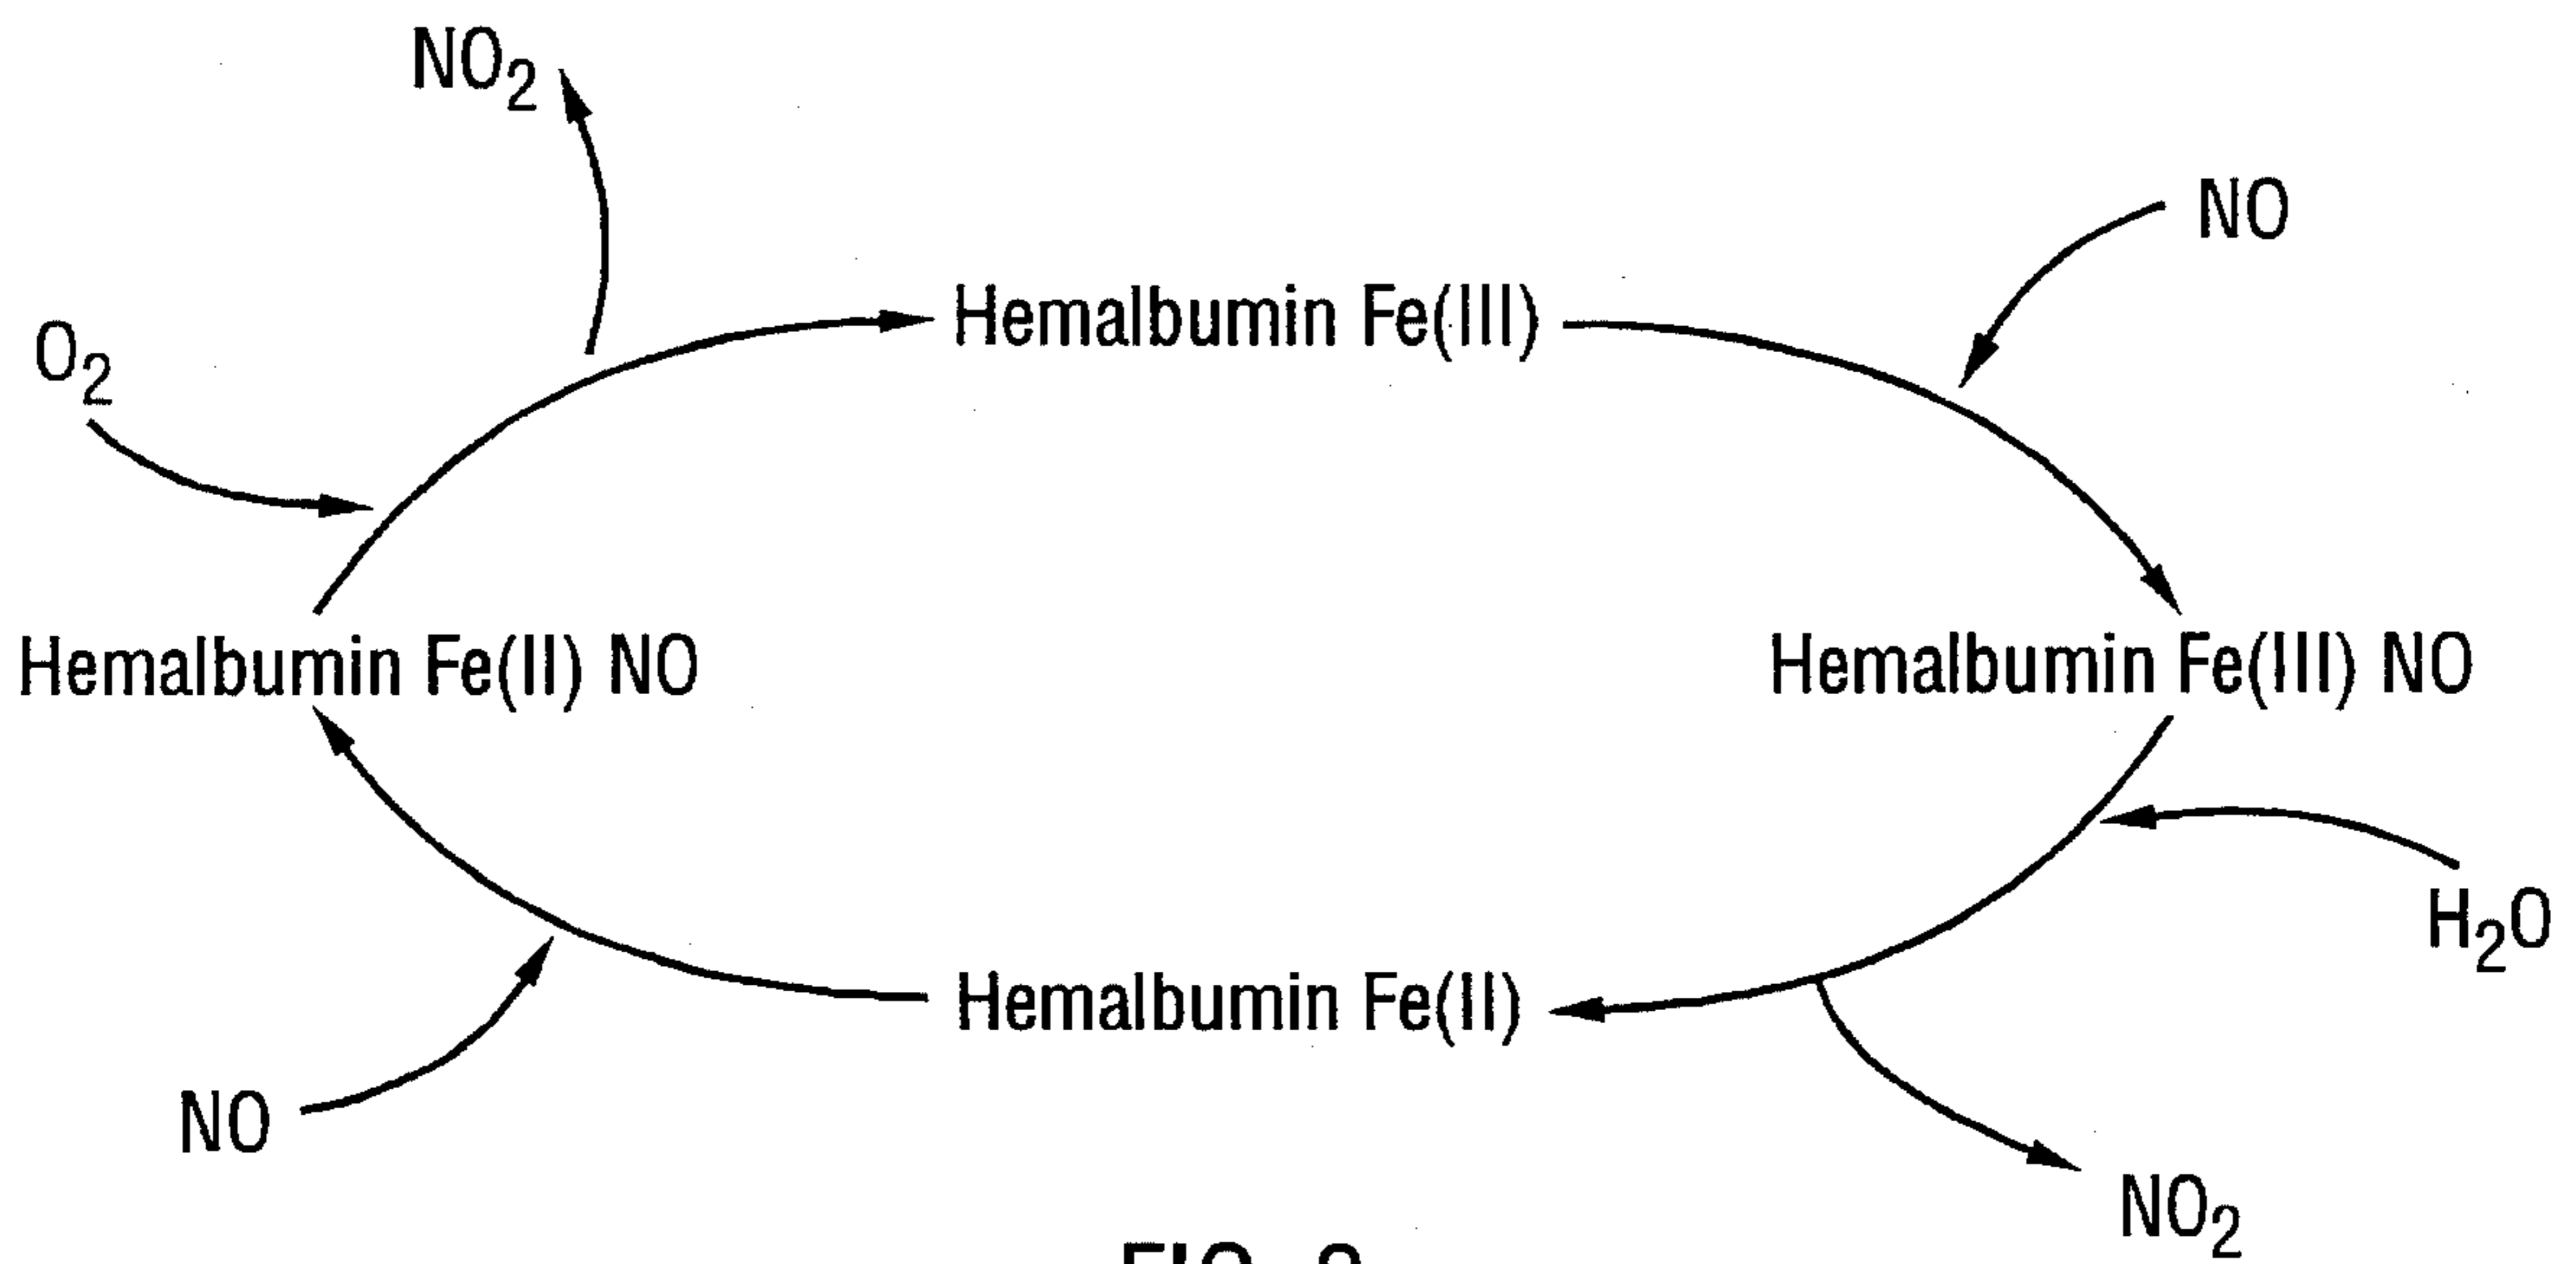 NO2
NO
O2
Hemalbumin Fe(III)
Hemalbumin Fe(II) NO
Hemalbumin Fe(III) NO
H2O
Hemalbumin Fe(II)
NO
NO2